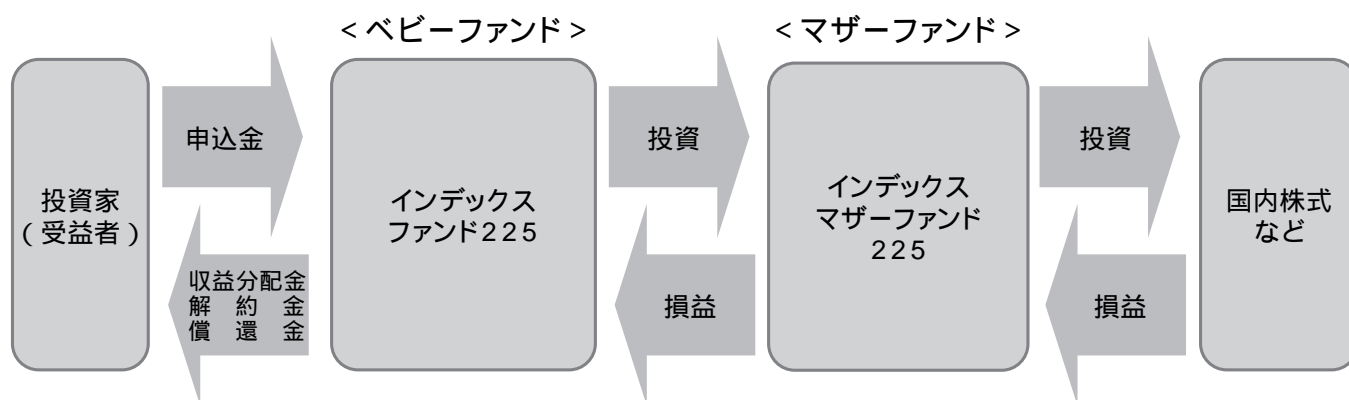 <ベビーファンド>
<マザーファンド>
投資家
(受益者)
申込金
収益分配金
解約金
償還金
インデックス
ファンド225
投資
損益
インデックス
マザーファンド
225
投資
損益
国内株式
など